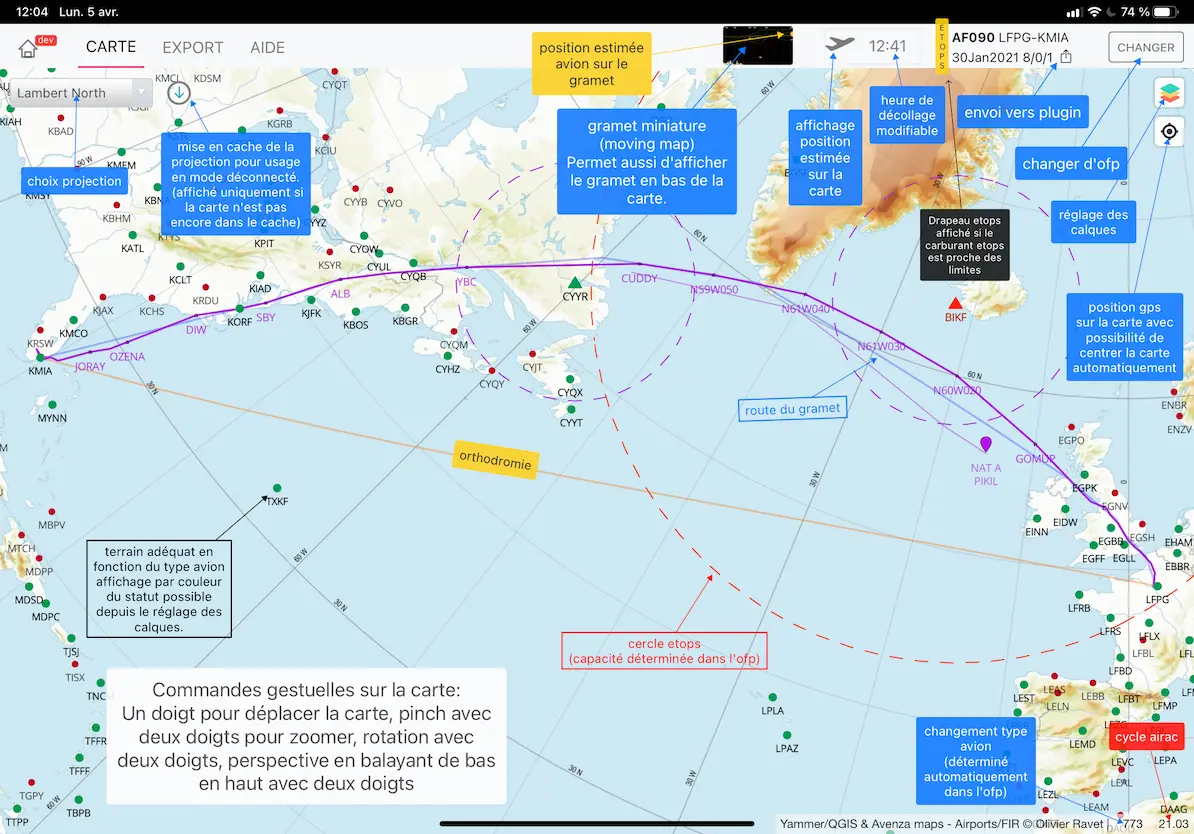 12:04 Lun. 5 avr.
74 %
dev
CARTE EXPORT AIDE
12:41
ETOPS
AF090 LFPG-KMIA
30Jan2021 8/0/1
CHANGER
Lambert North
position estimée
avion sur le
gramet
gramet miniature
(moving map)
Permet aussi d'afficher
le gramet en bas de la
carte.
affichage
position
estimée
sur la
carte
heure de
décollage
modifiable
envoi vers plugin
changer d'ofp
réglage des
calques
choix projection
mise en cache de la
projection pour usage
en mode déconnecté.
(affiché uniquement si
la carte n'est pas
encore dans le cache)
Drapeau etops
affiché si le
carburant etops
est proche des
limites
position gps
sur la carte avec
possibilité de
centrer la carte
automatiquement
KMCI
KDSM
CYQT
KIAH
KBAD
KGRB
KCIU
90 W
KMEM
KMSY
KBNA
KBHM
KTYS
CYYZ
CYYB
CYVO
KATL
KPIT
CYOW
KSYR
CYUL
CYQB
YBC
KCLT
KIAD
ALB
KJAX
KCHS
KRDU
KORF
SBY
KJFK
KBOS
KBGR
CYYR
CUDDY
N59W050
N61W040
N61W030
N60W020
BIKF
60 N
30 W
60 N
KMCO
KRSW
KMIA
JORAY
OZENA
DIW
CYQM
CYHZ
CYQY
CYJT
CYQX
CYYT
60 W
30 N
MYNN
route du gramet
NAT A
PIKIL
GOMUP
EGPO
ENBR
ENZV
orthodromie
EGPK
EGNV
TXKF
MBPV
30 W
EINN
EIDW
EGBB
EGSH
EGFF
EGLL
EHAM
EBBR
MTCH
MDPP
60 W
LFPG
MDSD
MDPC
30 N
LFRB
LFRS
LFLX
LFBL
terrain adéquat en
fonction du type avion
affichage par couleur
du statut possible
depuis le réglage des
calques.
cercle etops
(capacité déterminée dans l'ofp)
TJSJ
TISX
LFBD
LEST
LEAS
LELN
LEBB
LFBT
LFMP
Commandes gestuelles sur la carte:
Un doigt pour déplacer la carte, pinch avec
deux doigts pour zoomer, rotation avec
deux doigts, perspective en balayant de bas
en haut avec deux doigts
TFFR
TFFF
LPLA
LPAZ
changement type
avion
(déterminé
automatiquement
dans l'ofp)
cycle airac
LEMD
LEPA
LEVC
LEAL
30 N
30 W
TGPY
60 W
TTPP
TBPB
LEZL
LEAM
DAAG
Yammer/QGIS & Avenza maps - Airports/FIR © Olivier Ravet
773
21.03